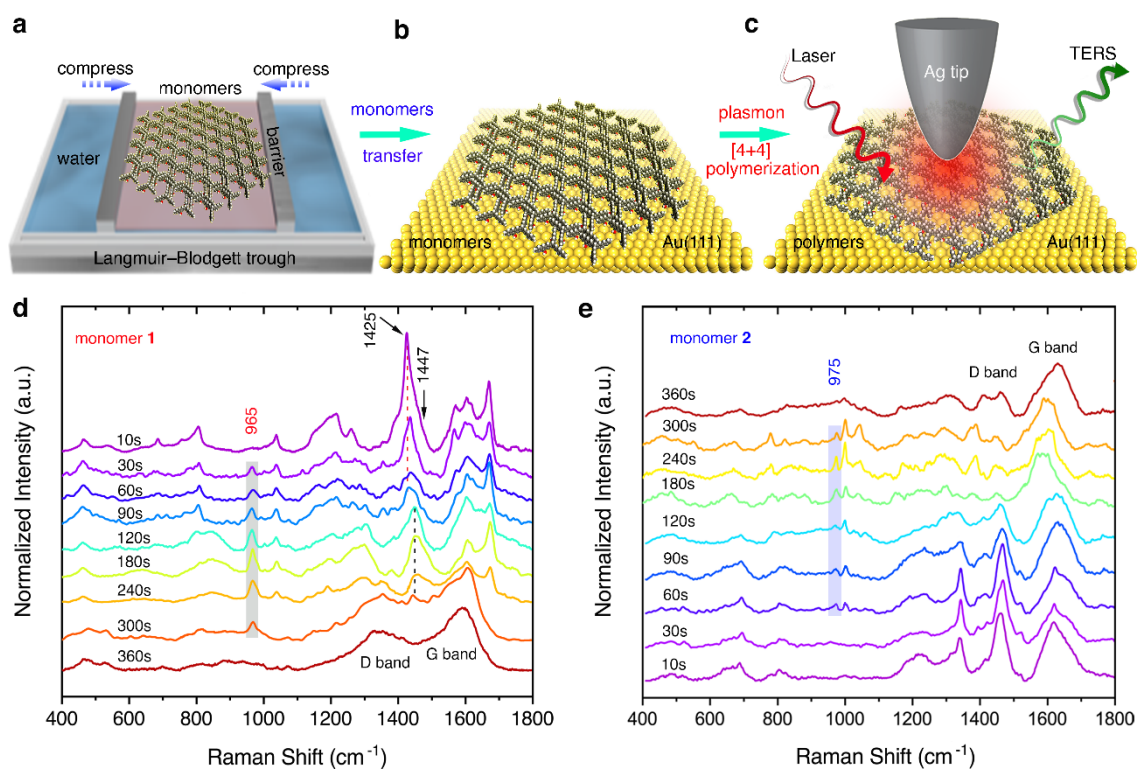 a
compress
compress
monomers
water
barrier
Langmuir–Blodgett trough
monomers
transfer
b
monomers
Au(111)
plasmon
[4+4]
polymerization
c
Laser
Ag tip
TERS
polymers
Au(111)
d
monomer 1
1425
1447
965
10s
30s
60s
90s
120s
180s
240s
300s
360s
D band
G band
Normalized Intensity (a.u.)
400 600 800 1000 1200 1400 1600 1800
Raman Shift (cm⁻¹)
e
monomer 2
G band
D band
975
360s
300s
240s
180s
120s
90s
60s
30s
10s
Normalized Intensity (a.u.)
400 600 800 1000 1200 1400 1600 1800
Raman Shift (cm⁻¹)